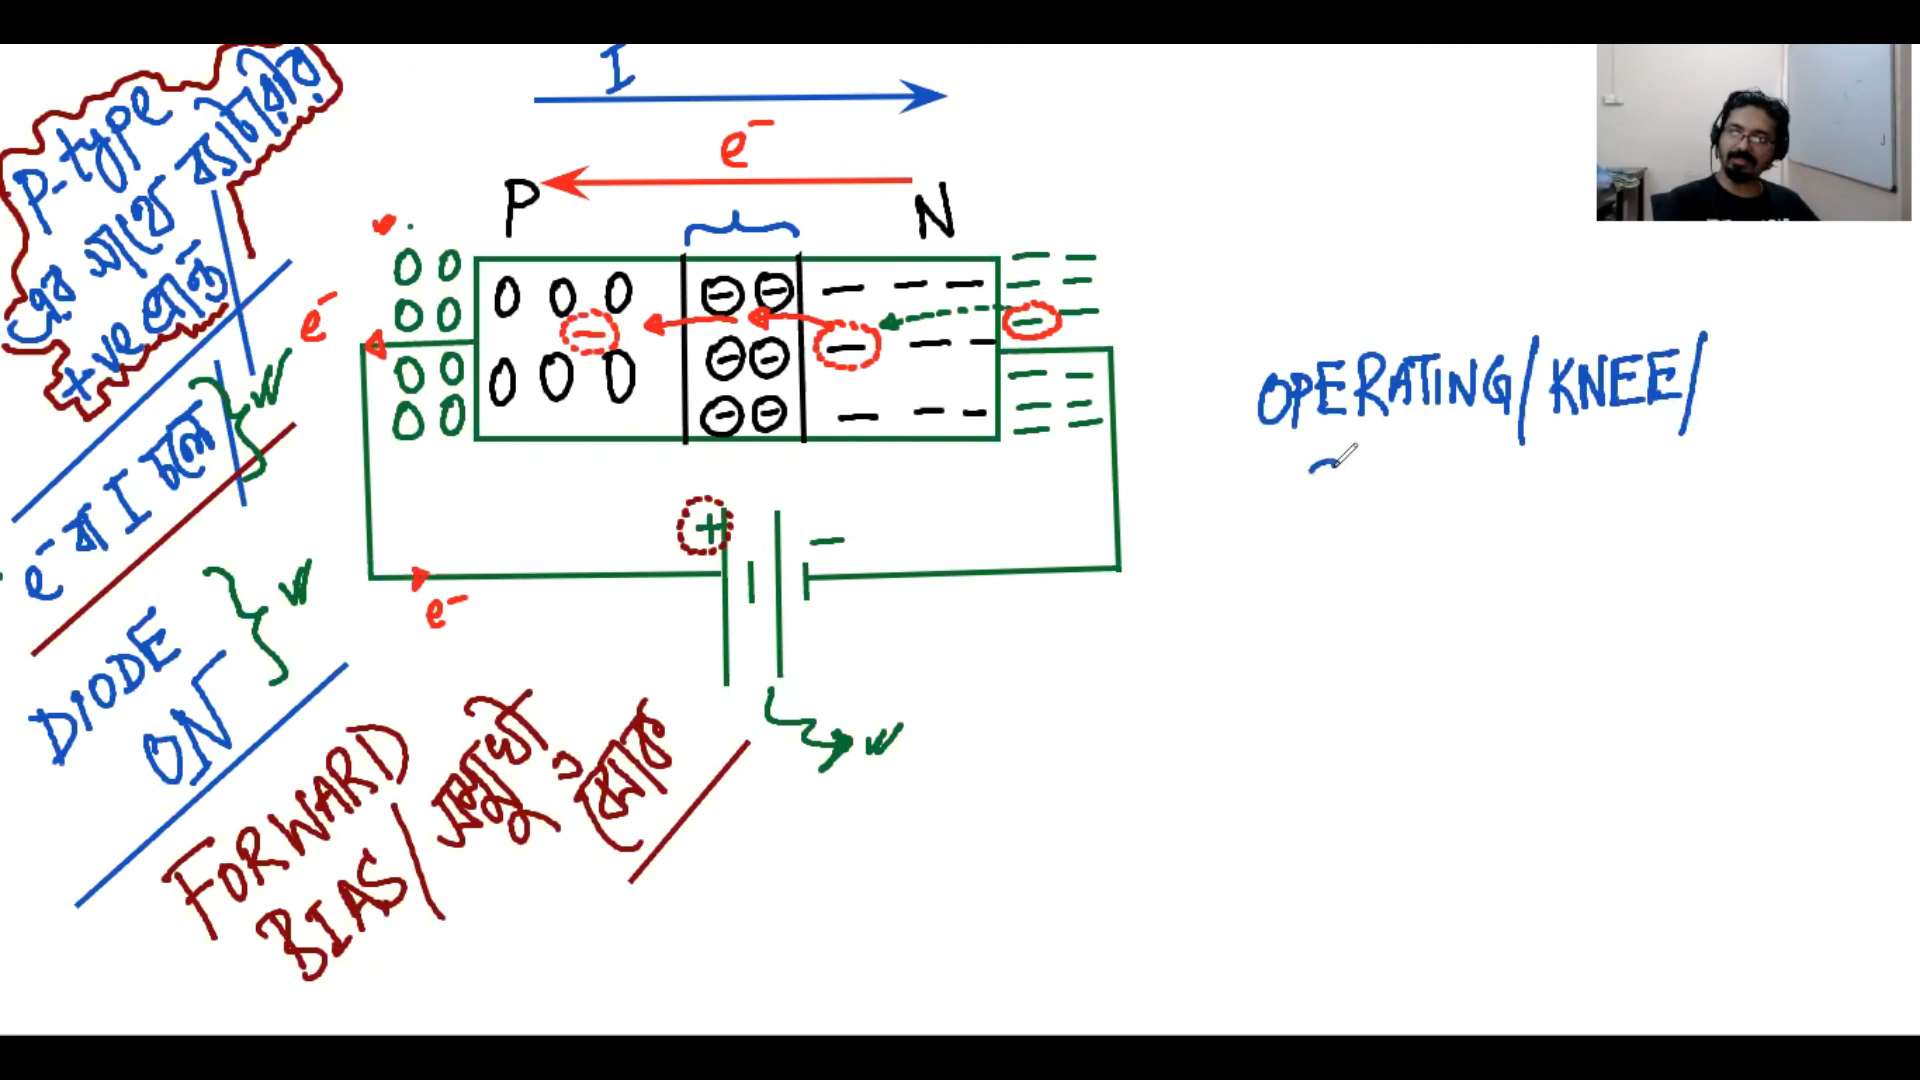 P-type
এর সাথে ব্যাটারীর
+ve প্রান্ত
e⁻ বা I চলে
DIODE
ON
FORWARD
BIAS/সম্মুখী ঝোঁক
I
e⁻
P
N
e⁻
+
−
e⁻
OPERATING/KNEE/